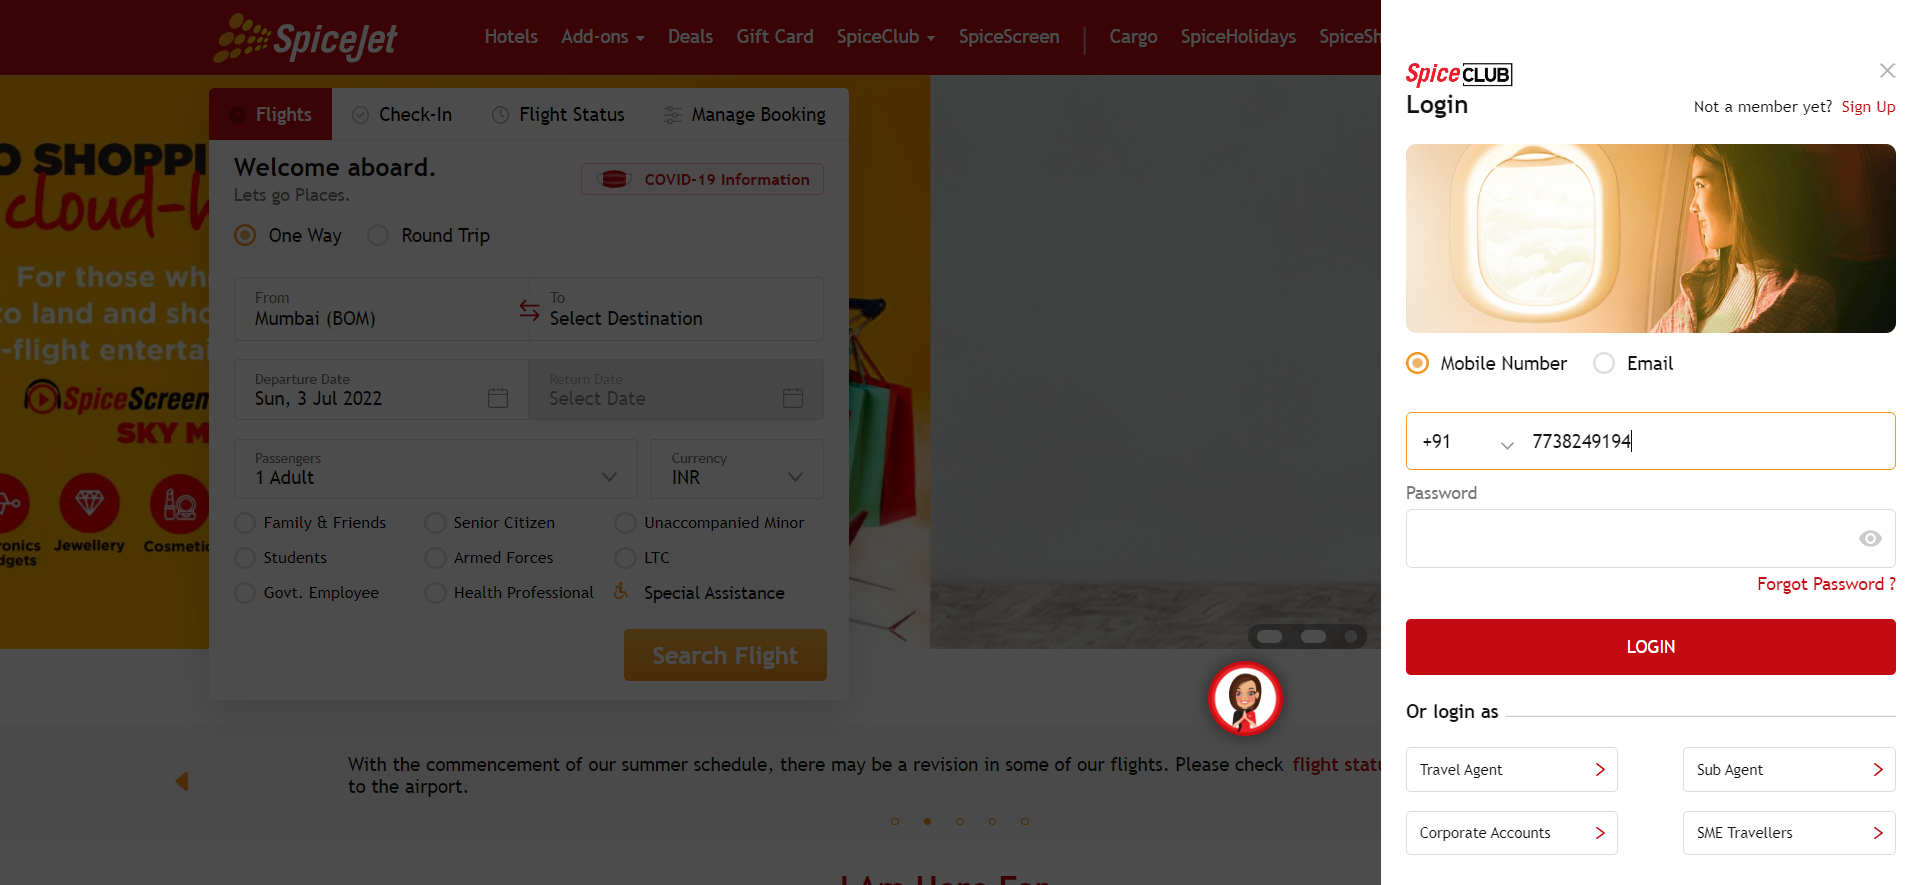 SpiceJet
Hotels Add-ons Deals Gift Card SpiceClub SpiceScreen | Cargo SpiceHolidays SpiceSh
Flights Check-In Flight Status Manage Booking
O SHOPPI
cloud-h
For those wh
to land and sho
-flight entertai
SpiceScreen
SKY M
ronics
dgets
Jewellery
Cosmetic
Welcome aboard.
Lets go Places.
COVID-19 Information
One Way Round Trip
From
Mumbai (BOM)
To
Select Destination
Departure Date
Sun, 3 Jul 2022
Return Date
Select Date
Passengers
1 Adult
Currency
INR
Family & Friends Senior Citizen Unaccompanied Minor
Students Armed Forces LTC
Govt. Employee Health Professional Special Assistance
Search Flight
With the commencement of our summer schedule, there may be a revision in some of our flights. Please check flight statu
to the airport.
I Am Here For
SpiceCLUB
Login
Not a member yet? Sign Up
Mobile Number Email
+91 7738249194
Password
Forgot Password ?
LOGIN
Or login as
Travel Agent Sub Agent
Corporate Accounts SME Travellers